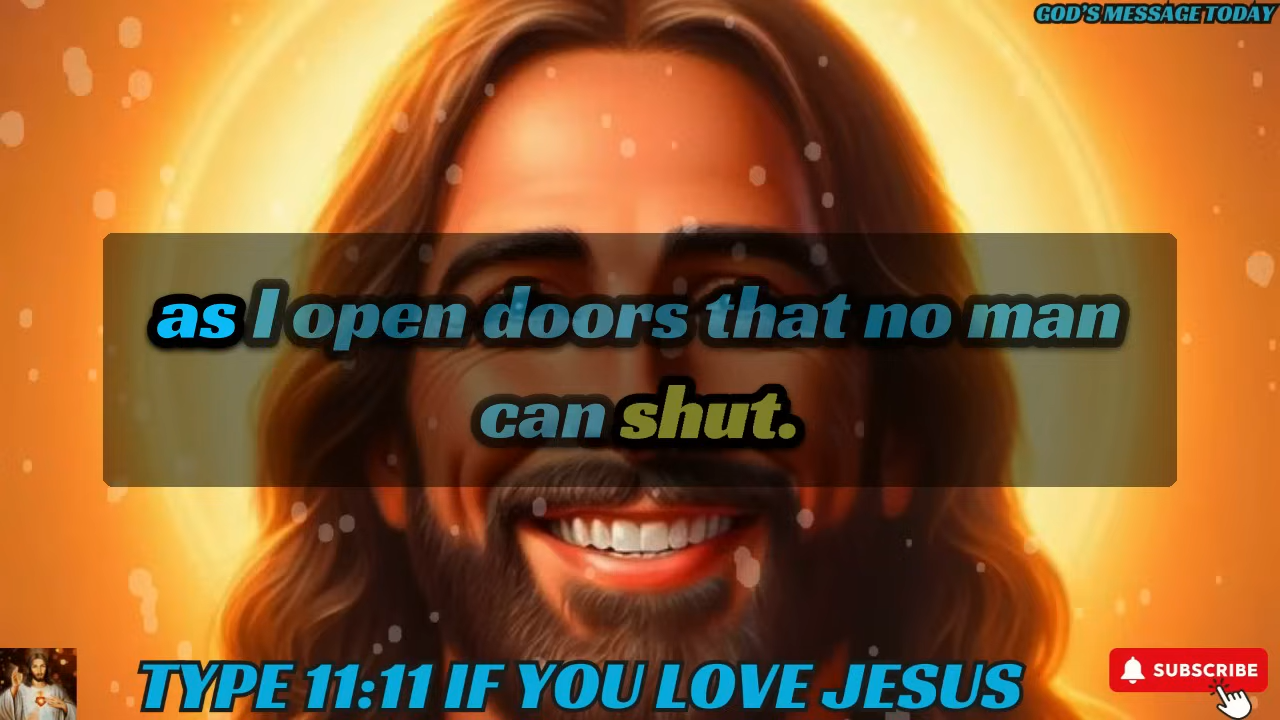 GOD'S MESSAGE TODAY
as I open doors that no man
can shut.
TYPE 11:11 IF YOU LOVE JESUS
SUBSCRIBE